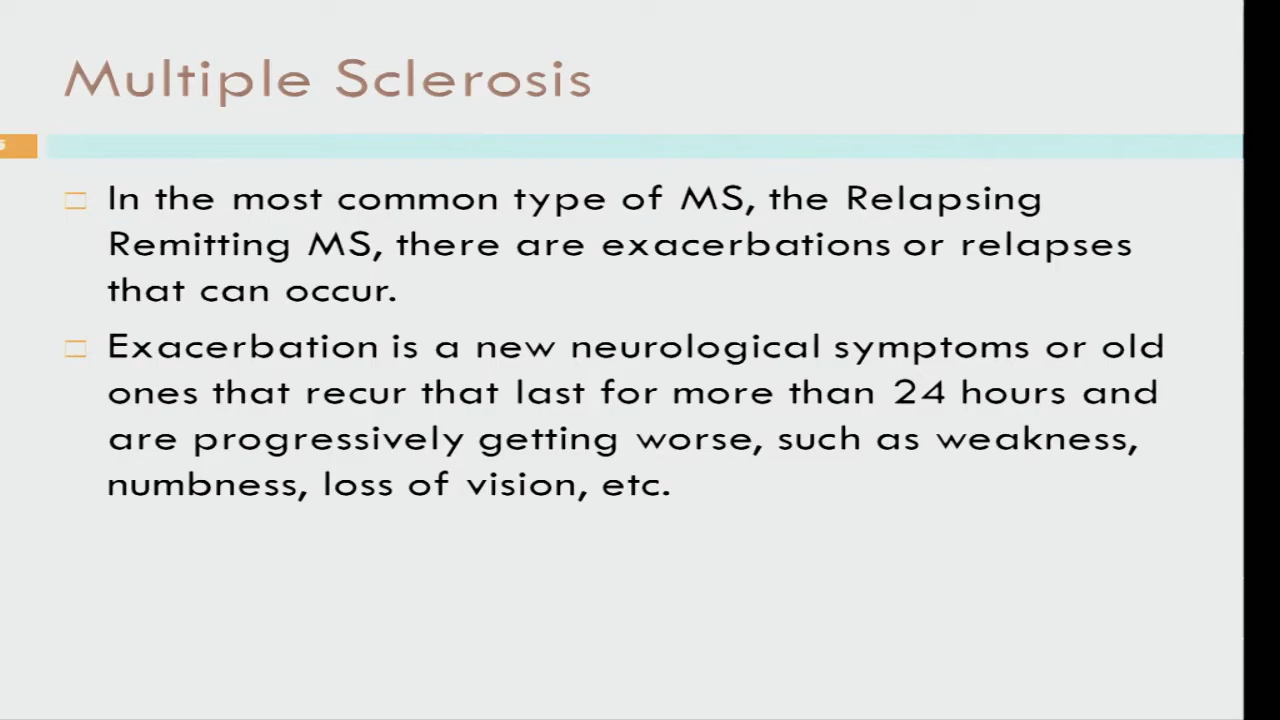 Multiple Sclerosis
In the most common type of MS, the Relapsing
Remitting MS, there are exacerbations or relapses
that can occur.
Exacerbation is a new neurological symptoms or old
ones that recur that last for more than 24 hours and
are progressively getting worse, such as weakness,
numbness, loss of vision, etc.